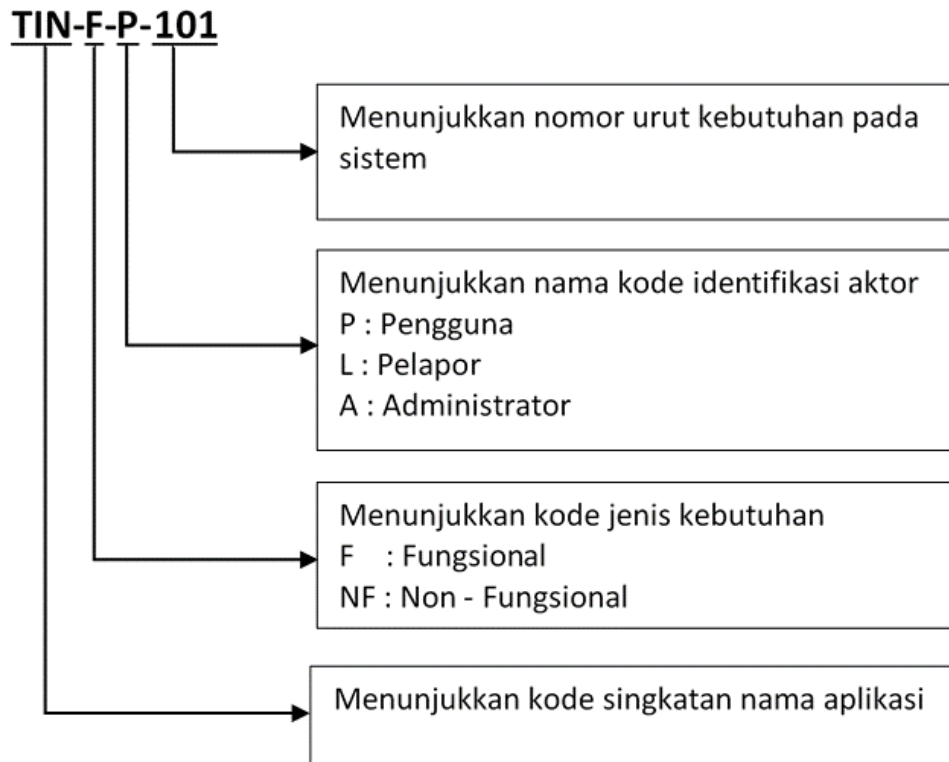 TIN-F-P-101
Menunjukkan nomor urut kebutuhan pada
sistem
Menunjukkan nama kode identifikasi aktor
P : Pengguna
L : Pelapor
A : Administrator
Menunjukkan kode jenis kebutuhan
F : Fungsional
NF : Non - Fungsional
Menunjukkan kode singkatan nama aplikasi